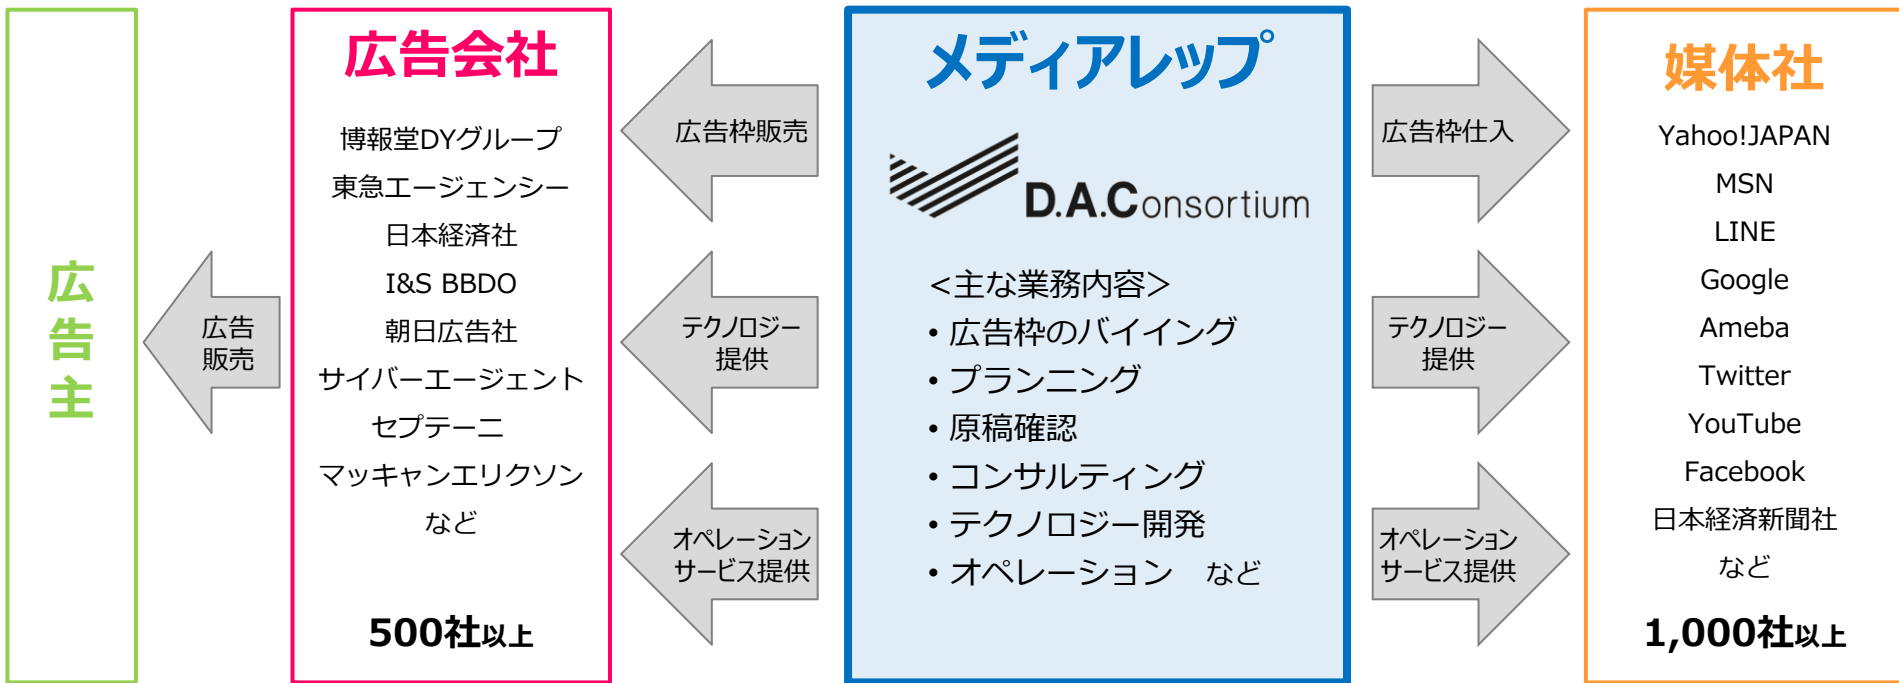 広
告
主
広告
販売
広告会社
博報堂DYグループ
東急エージェンシー
日本経済社
I&S BBDO
朝日広告社
サイバーエージェント
セプテーニ
マッキャンエリクソン
など
500社以上
広告枠販売
テクノロジー
提供
オペレーション
サービス提供
メディアレップ
D.A.Consortium
<主な業務内容>
・広告枠のバイイング
・プランニング
・原稿確認
・コンサルティング
・テクノロジー開発
・オペレーション　など
広告枠仕入
テクノロジー
提供
オペレーション
サービス提供
媒体社
Yahoo!JAPAN
MSN
LINE
Google
Ameba
Twitter
YouTube
Facebook
日本経済新聞社
など
1,000社以上